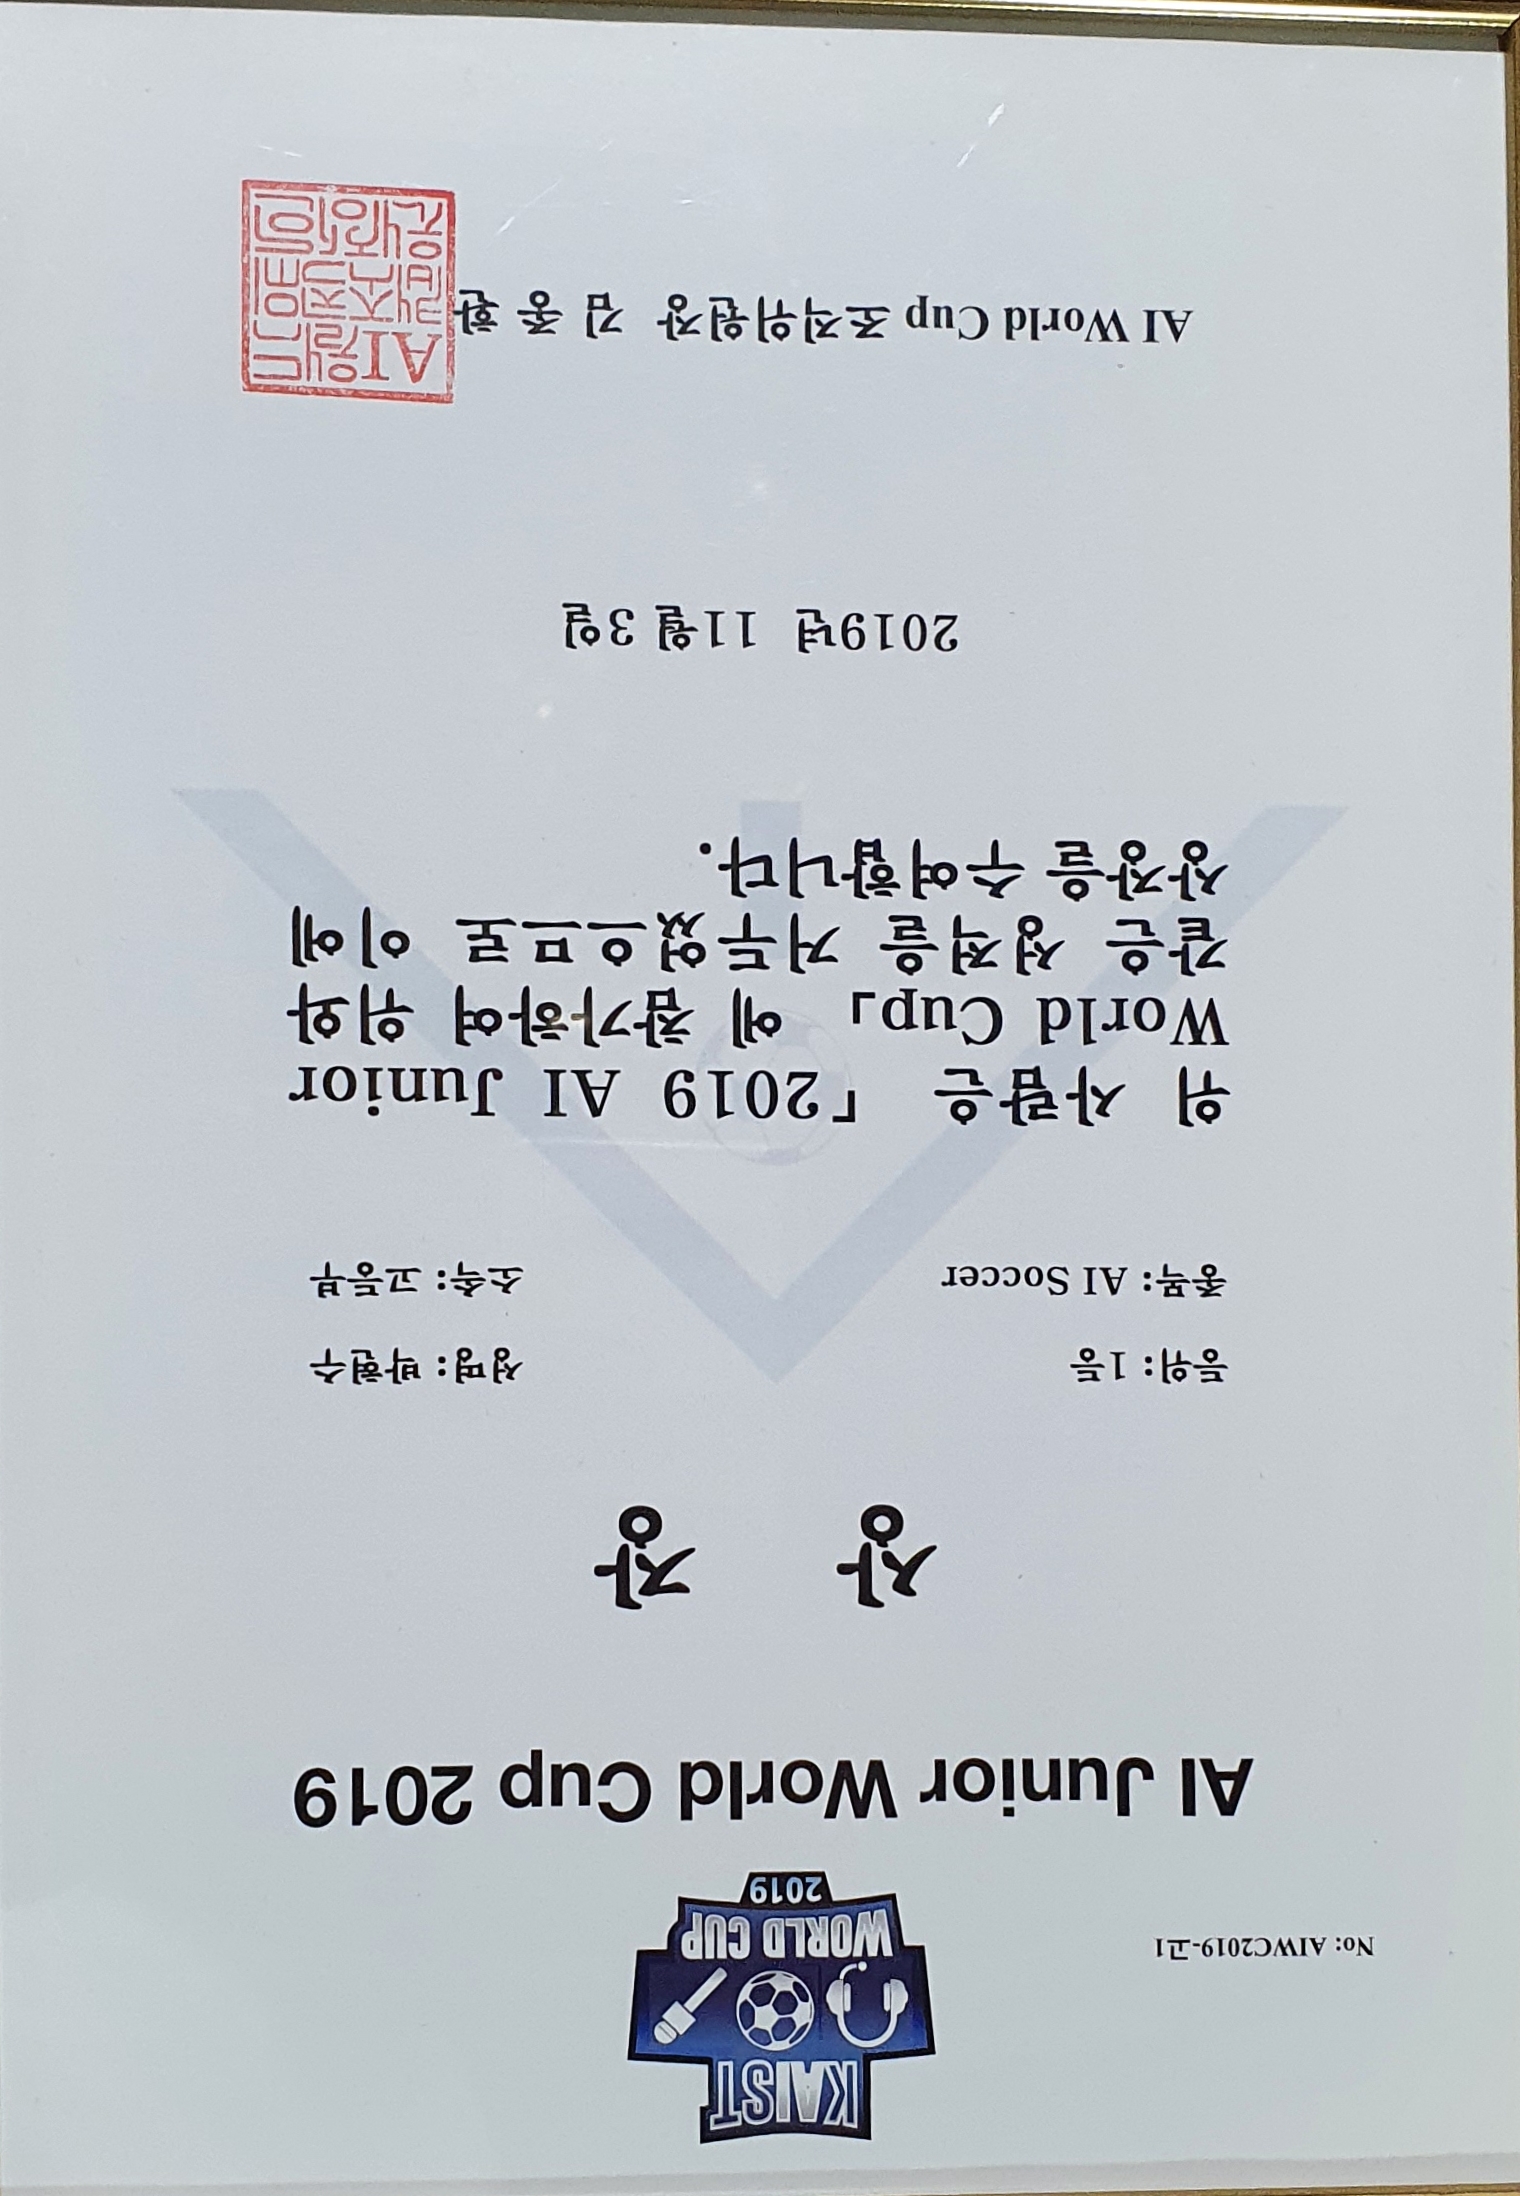 KAIST
WORLD CUP
2019
No: AIWC2019-고1
AI Junior World Cup 2019
상 장
등위: 1등
성명: 박현수
종목: AI Soccer
소속: 고등부
위 사람은 「2019 AI Junior
World Cup」 에 참가하여 위와
같은 성적을 거두었으므로 이에
상장을 수여합니다.
2019년 11월 3일
AI World Cup 조직위원장 김 종 환
AI월드
컵조직위
원장인